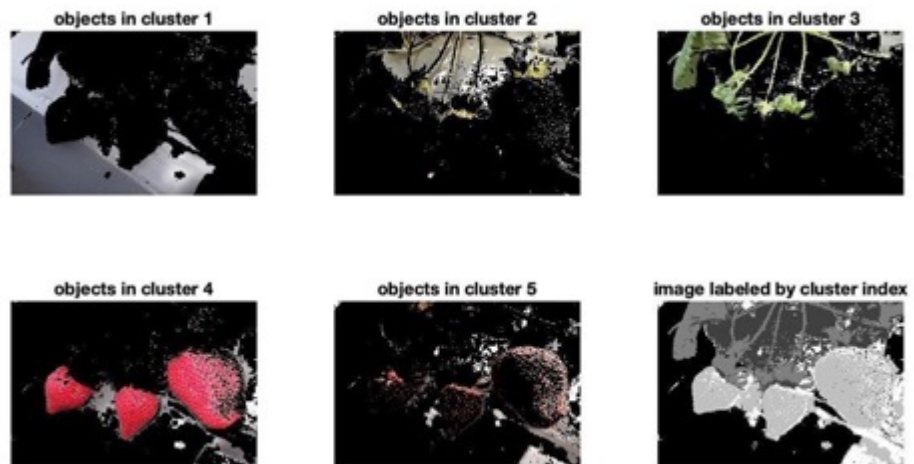 objects in cluster 1
objects in cluster 2
objects in cluster 3
objects in cluster 4
objects in cluster 5
image labeled by cluster index